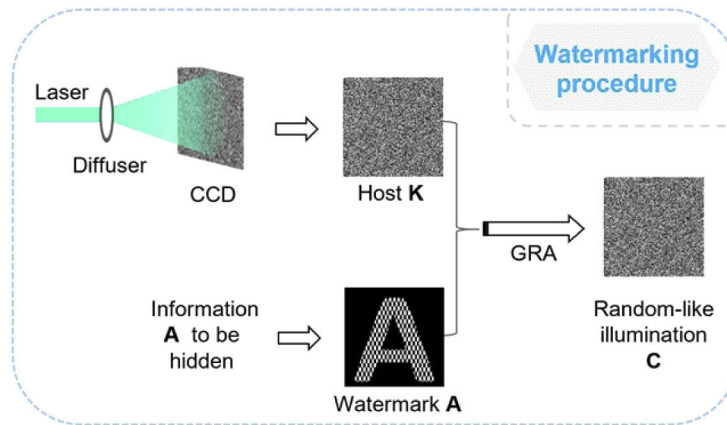 Watermarking
procedure
Laser
Diffuser
CCD
Host K
GRA
Information
A to be
hidden
Watermark A
Random-like
illumination
C